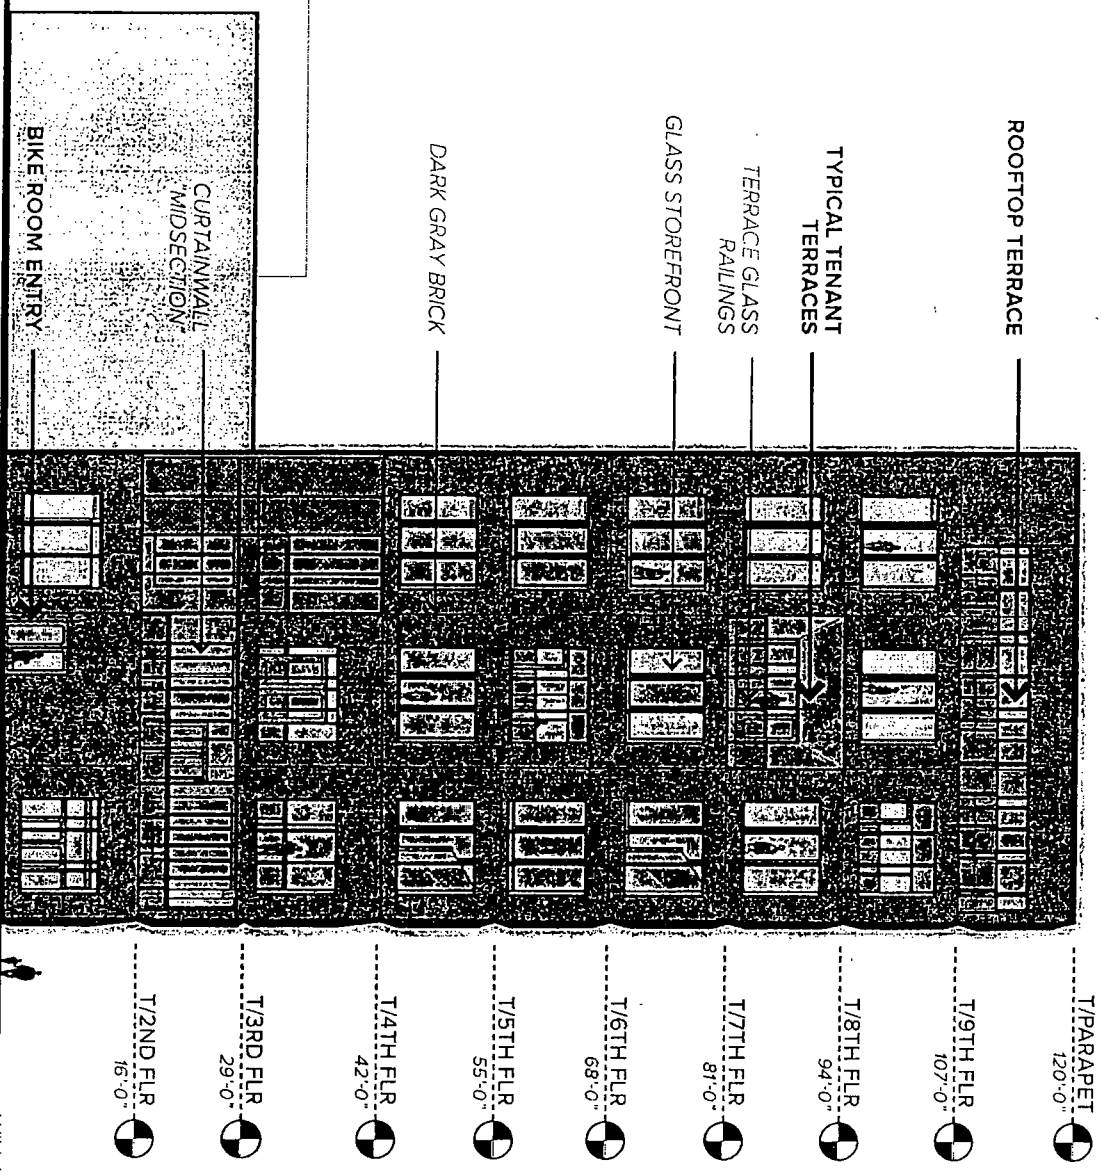 ROOFTOP TERRACE
TYPICAL TENANT
TERRACES
TERRACE GLASS
RAILINGS
GLASS STOREFRONT
DARK GRAY BRICK
CURTAINWALL
"MIDSECTION"
BIKE ROOM ENTRY
T/PARAPET
120'-0"
T/9TH FLR
107'-0"
T/8TH FLR
94'-0"
T/7TH FLR
81'-0"
T/6TH FLR
68'-0"
T/5TH FLR
55'-0"
T/4TH FLR
42'-0"
T/3RD FLR
29'-0"
T/2ND FLR
16'-0"